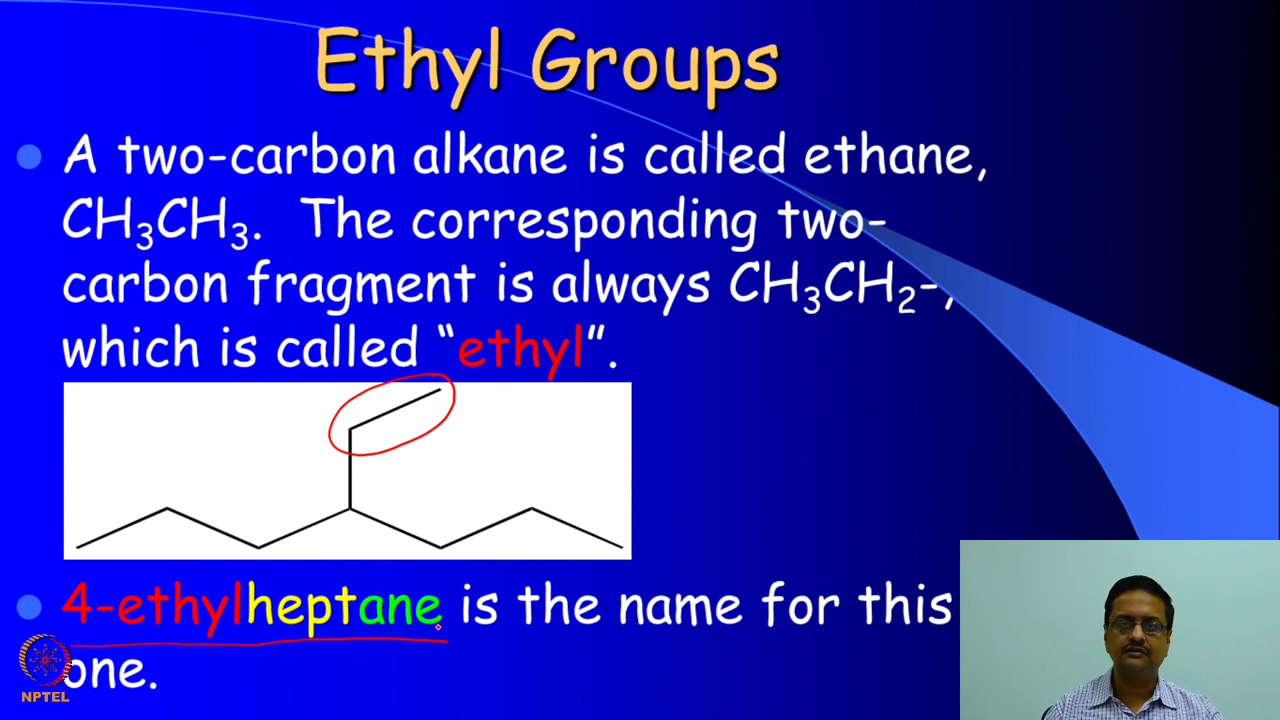 Ethyl Groups
A two-carbon alkane is called ethane,
CH₃CH₃. The corresponding two-
carbon fragment is always CH₃CH₂-,
which is called “ethyl”.
4-ethylheptane is the name for this
one.
NPTEL